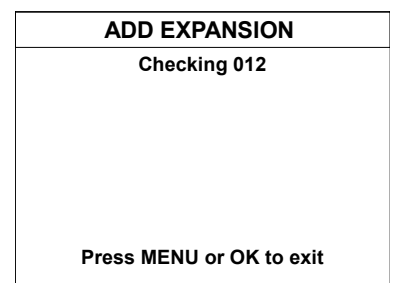 ADD EXPANSION
Checking 012
Press MENU or OK to exit